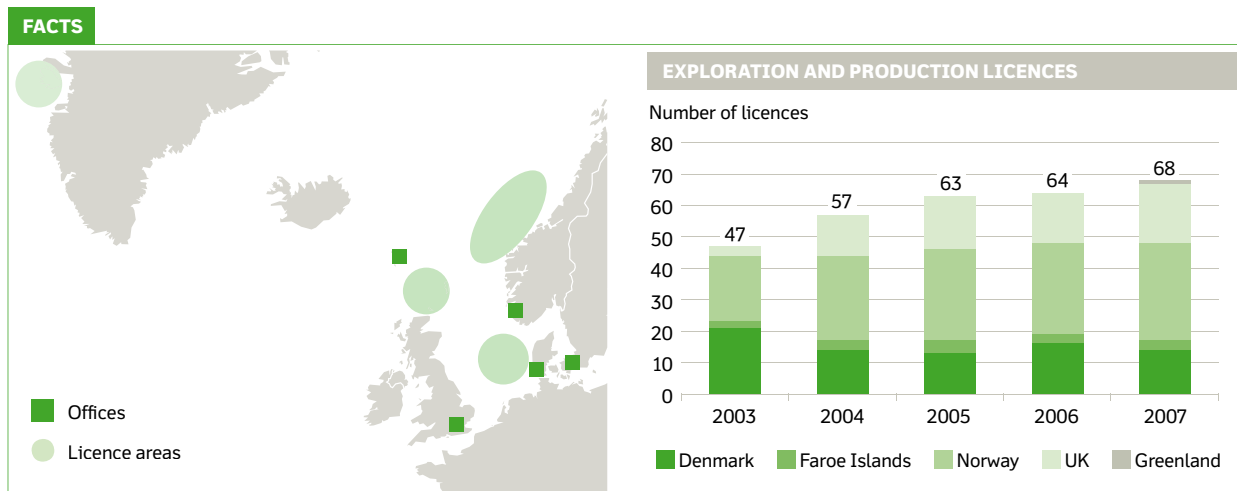 FACTS
Offices
Licence areas
EXPLORATION AND PRODUCTION LICENCES
Number of licences
80
70
60
50
40
30
20
10
0
47
57
63
64
68
2003 2004 2005 2006 2007
Denmark Faroe Islands Norway UK Greenland